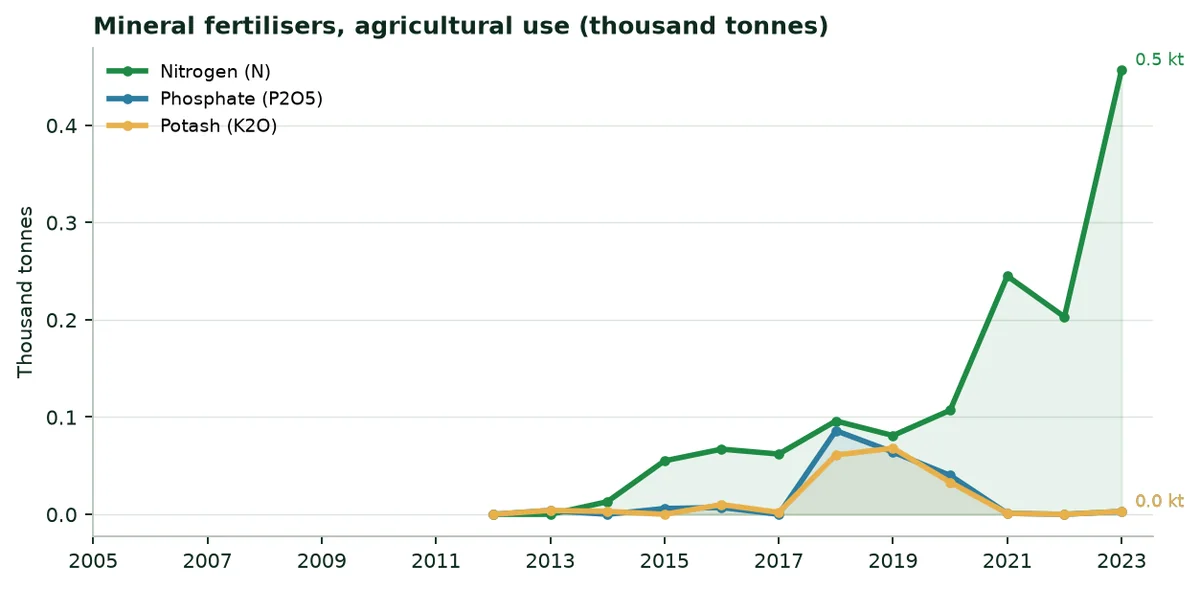 Mineral fertilisers, agricultural use (thousand tonnes)
0.5 kt
Nitrogen (N)
Phosphate (P2O5)
Potash (K2O)
Thousand tonnes
0.4
0.3
0.2
0.1
0.0
0.0 kt
2005 2007 2009 2011 2013 2015 2017 2019 2021 2023